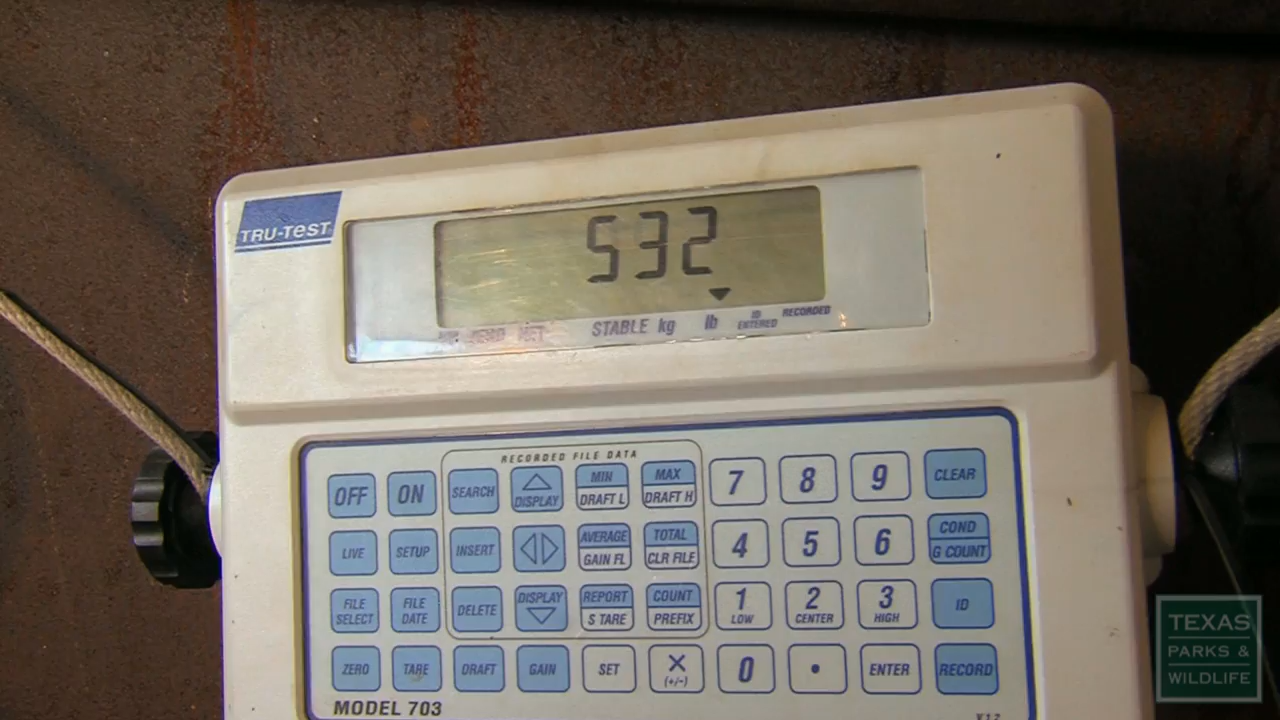 TRU-TEST
532
STABLE kg lb ID ENTERED RECORDED
RECORDED FILE DATA
OFF ON SEARCH DISPLAY MIN DRAFT L MAX DRAFT H 7 8 9 CLEAR
LIVE SETUP INSERT AVERAGE GAIN FL TOTAL CLR FILE 4 5 6 COND G COUNT
FILE SELECT FILE DATE DELETE DISPLAY REPORT S TARE COUNT PREFIX 1 LOW 2 CENTER 3 HIGH ID
ZERO TARE DRAFT GAIN SET X (+/-) 0 • ENTER RECORD
MODEL 703
TEXAS
PARKS &
WILDLIFE